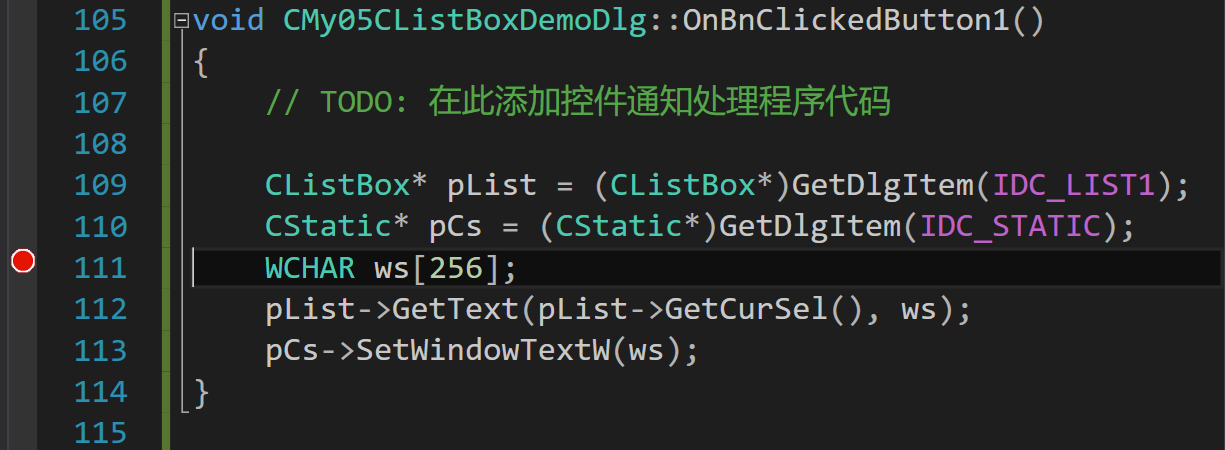 105 void CMy05CListBoxDemoDlg::OnBnClickedButton1()
106 {
107 // TODO: 在此添加控件通知处理程序代码
108
109 CListBox* pList = (CListBox*)GetDlgItem(IDC_LIST1);
110 CStatic* pCs = (CStatic*)GetDlgItem(IDC_STATIC);
111 WCHAR ws[256];
112 pList->GetText(pList->GetCurSel(), ws);
113 pCs->SetWindowTextW(ws);
114 }
115